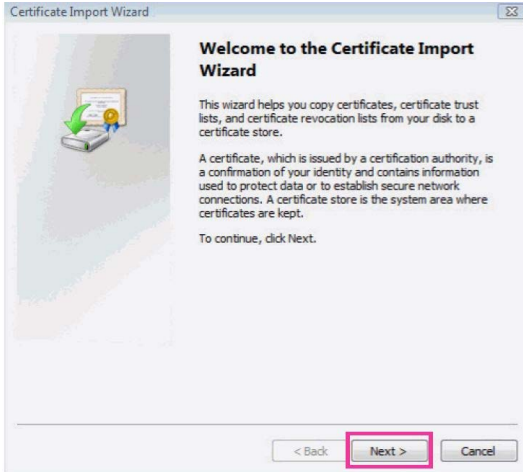 Certificate Import Wizard
Welcome to the Certificate Import
Wizard
This wizard helps you copy certificates, certificate trust
lists, and certificate revocation lists from your disk to a
certificate store.
A certificate, which is issued by a certification authority, is
a confirmation of your identity and contains information
used to protect data or to establish secure network
connections. A certificate store is the system area where
certificates are kept.
To continue, click Next.
< Back Next > Cancel